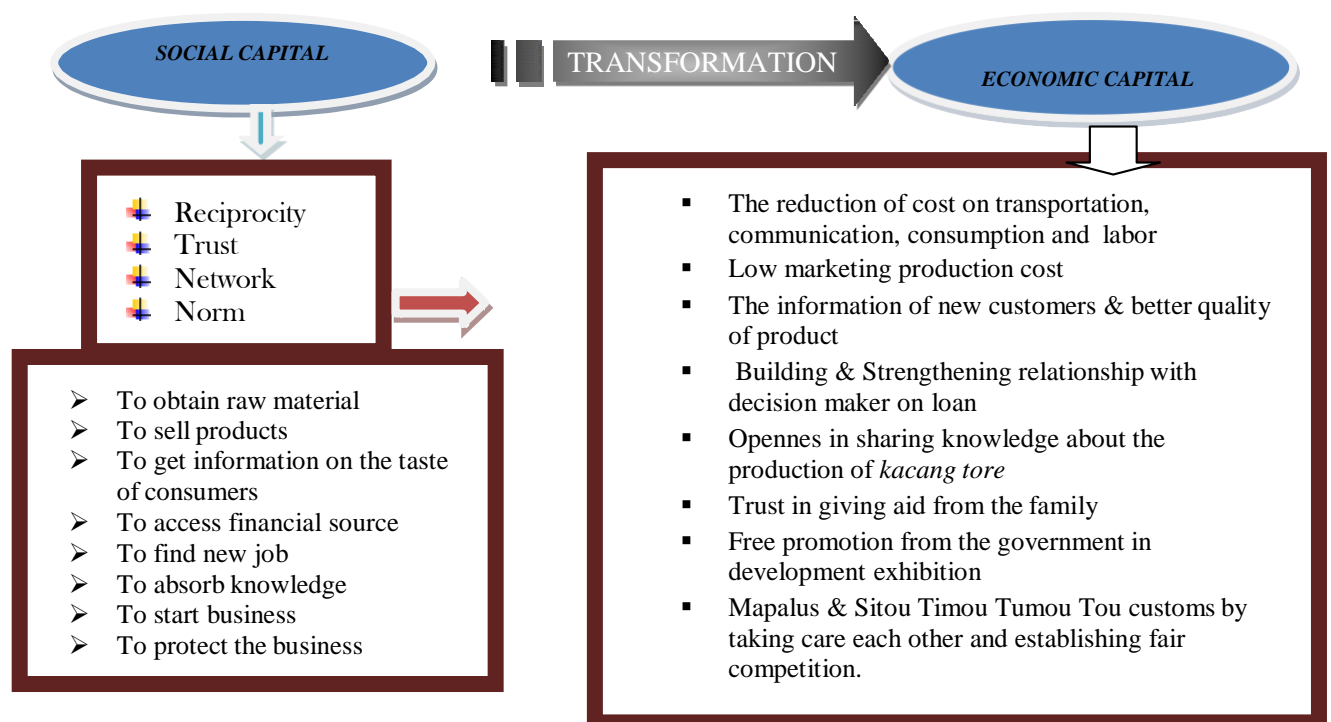 SOCIAL CAPITAL
TRANSFORMATION
ECONOMIC CAPITAL
Reciprocity
Trust
Network
Norm
To obtain raw material
To sell products
To get information on the taste
of consumers
To access financial source
To find new job
To absorb knowledge
To start business
To protect the business
The reduction of cost on transportation,
communication, consumption and labor
Low marketing production cost
The information of new customers & better quality
of product
Building & Strengthening relationship with
decision maker on loan
Opennes in sharing knowledge about the
production of kacang tore
Trust in giving aid from the family
Free promotion from the government in
development exhibition
Mapalus & Sitou Timou Tumou Tou customs by
taking care each other and establishing fair
competition.